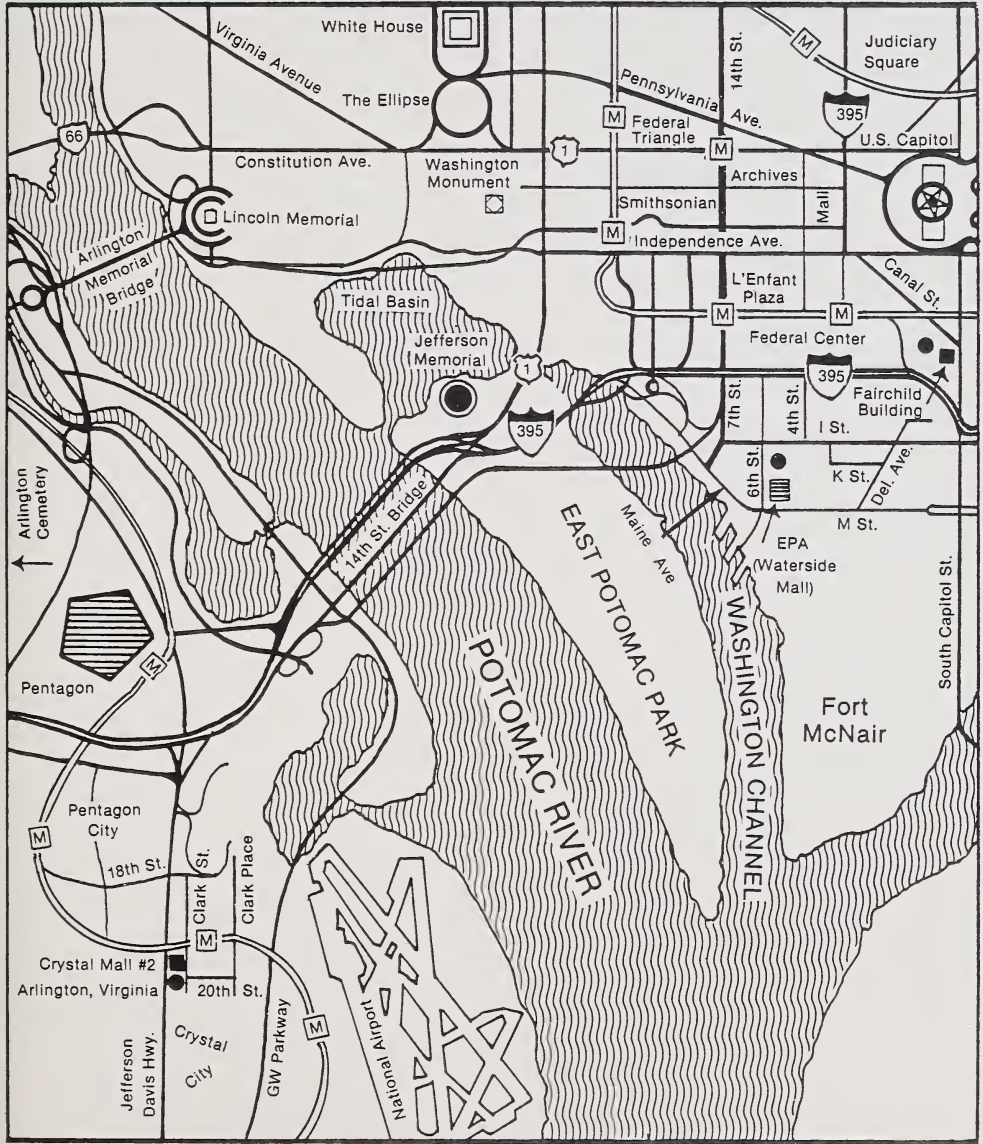 White House
Virginia Avenue
The Ellipse
Pennsylvania Ave.
14th St.
M
Judiciary
Square
395
66
M
Federal
Triangle
1
M
U.S. Capitol
Constitution Ave.
Washington
Monument
Archives
Lincoln Memorial
Smithsonian
Mall
M
Independence Ave.
Arlington
Memorial
Bridge
Tidal Basin
L'Enfant
Plaza
Canal St.
M
M
Federal Center
Jefferson
Memorial
1
395
395
7th St.
4th St.
Fairchild
Building
I St.
6th St.
K St.
Del. Ave.
M St.
Arlington
Cemetery
14th St. Bridge
EAST POTOMAC PARK
Maine Ave
EPA
(Waterside
Mall)
WASHINGTON CHANNEL
South Capitol St.
Pentagon
M
POTOMAC RIVER
Fort
McNair
Pentagon
City
M
18th St.
Clark St.
Clark Place
M
Crystal Mall #2
Arlington, Virginia
20th St.
M
Crystal
City
Jefferson
Davis Hwy.
GW Parkway
National Airport